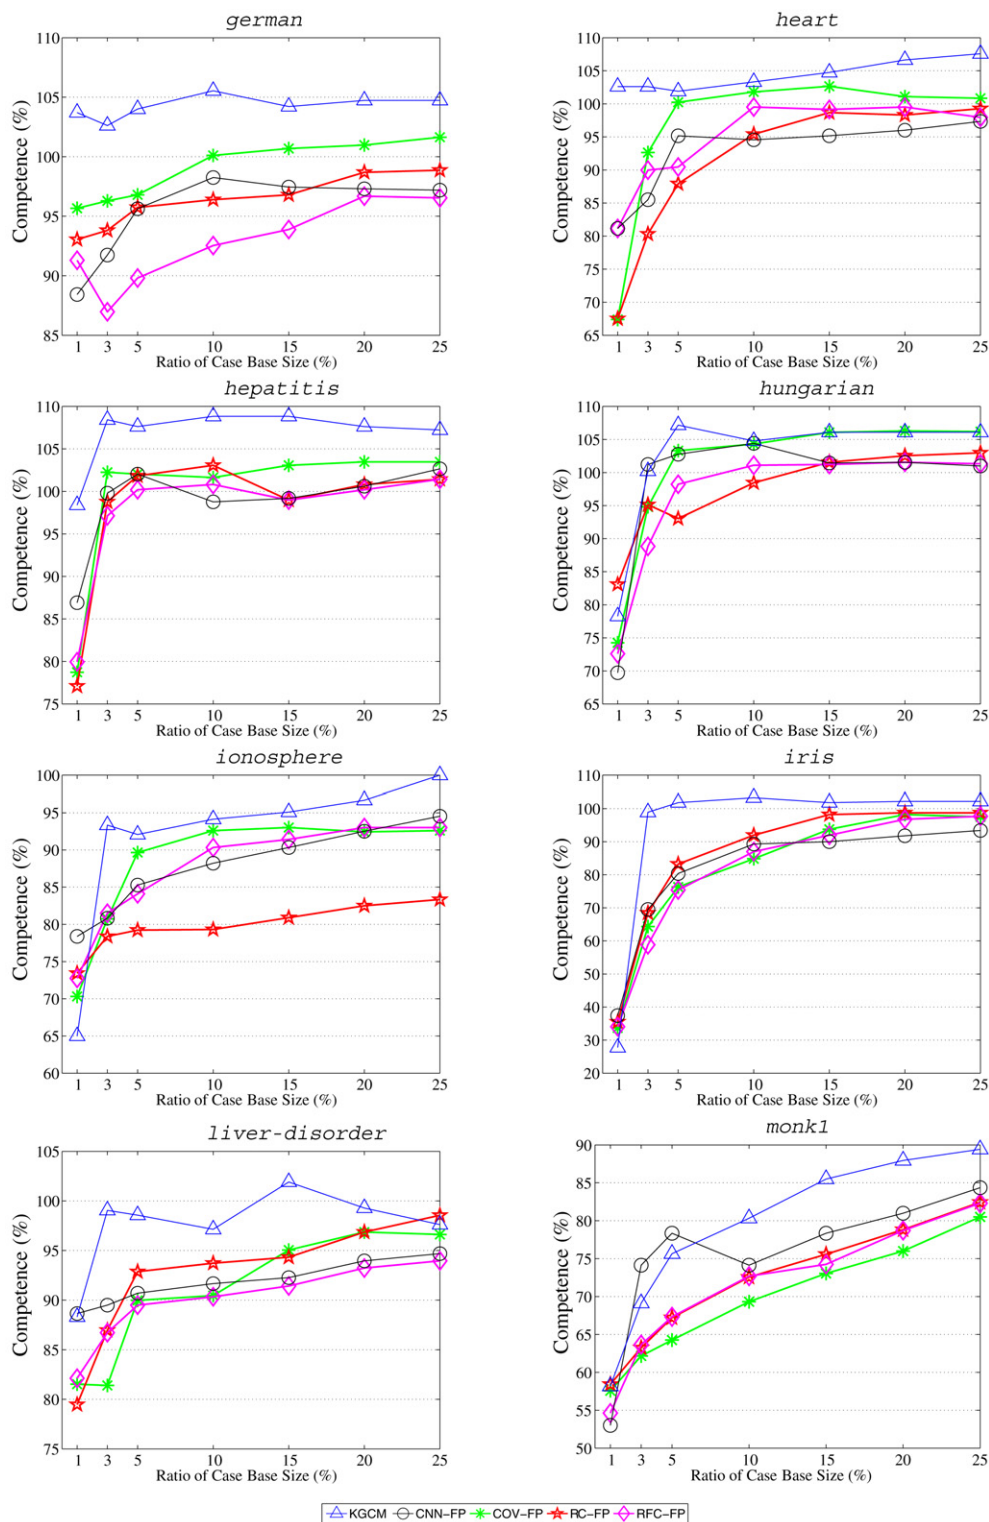 german
110
105
100
95
90
85
Competence (%)
1 3 5 10 15 20 25
Ratio of Case Base Size (%)
heart
110
105
100
95
90
85
80
75
70
65
Competence (%)
1 3 5 10 15 20 25
Ratio of Case Base Size (%)
hepatitis
110
105
100
95
90
85
80
75
Competence (%)
1 3 5 10 15 20 25
Ratio of Case Base Size (%)
hungarian
110
105
100
95
90
85
80
75
70
65
Competence (%)
1 3 5 10 15 20 25
Ratio of Case Base Size (%)
ionosphere
100
95
90
85
80
75
70
65
60
Competence (%)
1 3 5 10 15 20 25
Ratio of Case Base Size (%)
iris
110
100
90
80
70
60
50
40
30
20
Competence (%)
1 3 5 10 15 20 25
Ratio of Case Base Size (%)
liver-disorder
105
100
95
90
85
80
75
Competence (%)
1 3 5 10 15 20 25
Ratio of Case Base Size (%)
monk1
90
85
80
75
70
65
60
55
50
Competence (%)
1 3 5 10 15 20 25
Ratio of Case Base Size (%)
KGCM CNN-FP COV-FP RC-FP RFC-FP